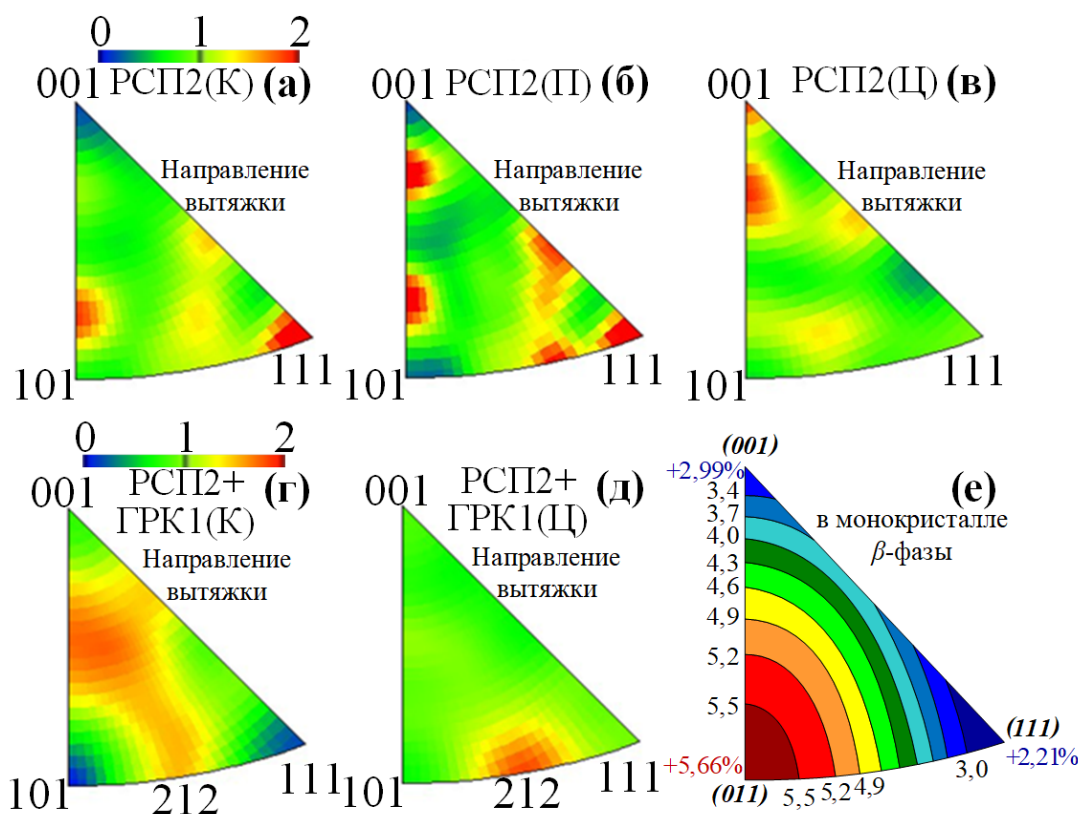 0 1 2
001 РСП2(К) (а)
Направление
вытяжки
101
111
001 РСП2(П) (б)
Направление
вытяжки
101
111
001 РСП2(Ц) (в)
Направление
вытяжки
101
111
0 1 2
001 РСП2+ (г)
ГРК1(К)
Направление
вытяжки
101
212
111
001 РСП2+ (д)
ГРК1(Ц)
Направление
вытяжки
101
212
111
(001) (е)
+2,99%
в монокристалле
β-фазы
3,4
3,7
4,0
4,3
4,6
4,9
5,2
5,5
+5,66%
(011)
5,5
5,2
4,9
3,0
(111)
+2,21%